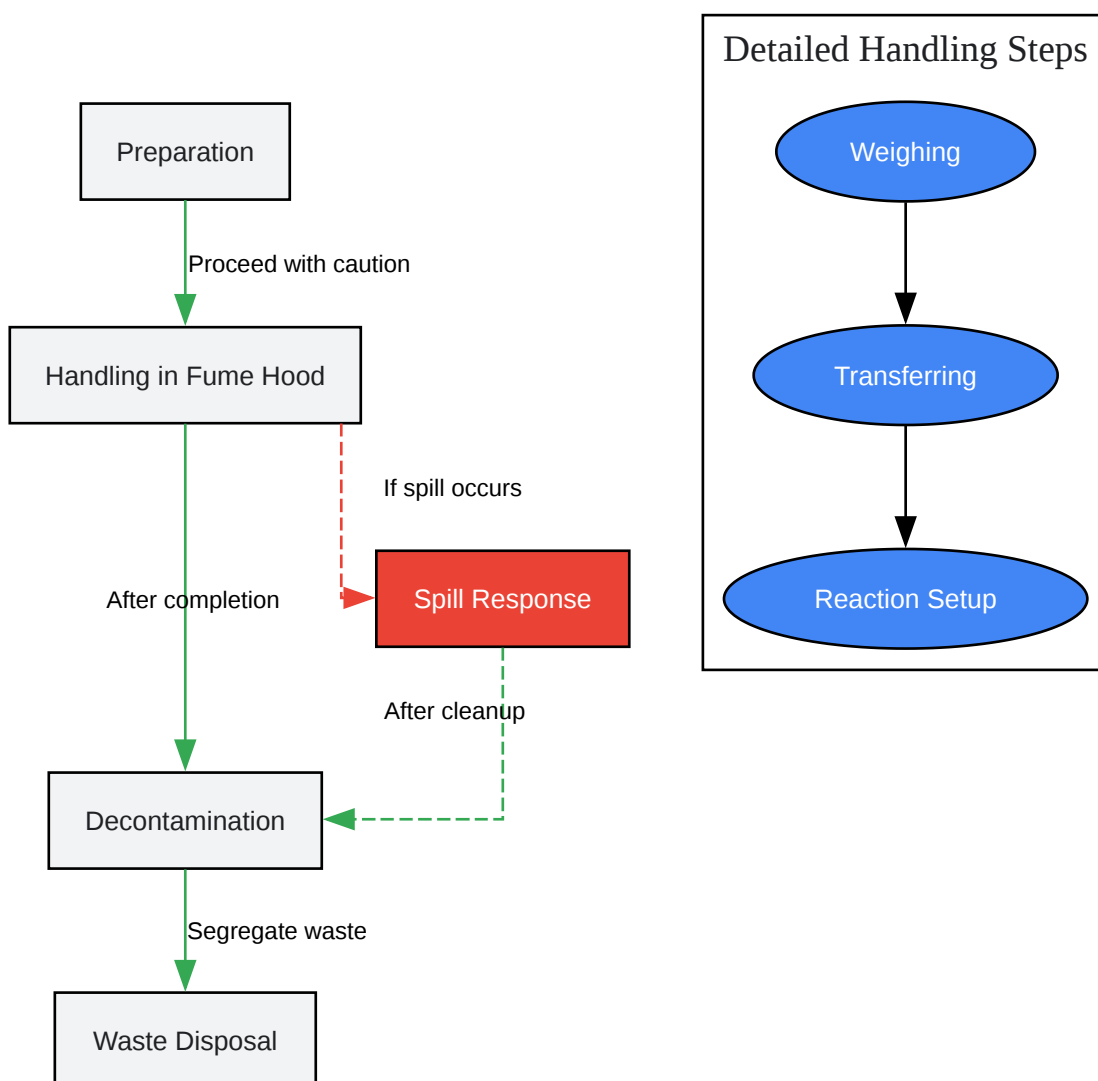 Preparation
Proceed with caution
Handling in Fume Hood
If spill occurs
After completion
Spill Response
After cleanup
Decontamination
Segregate waste
Waste Disposal
Detailed Handling Steps
Weighing
Transferring
Reaction Setup